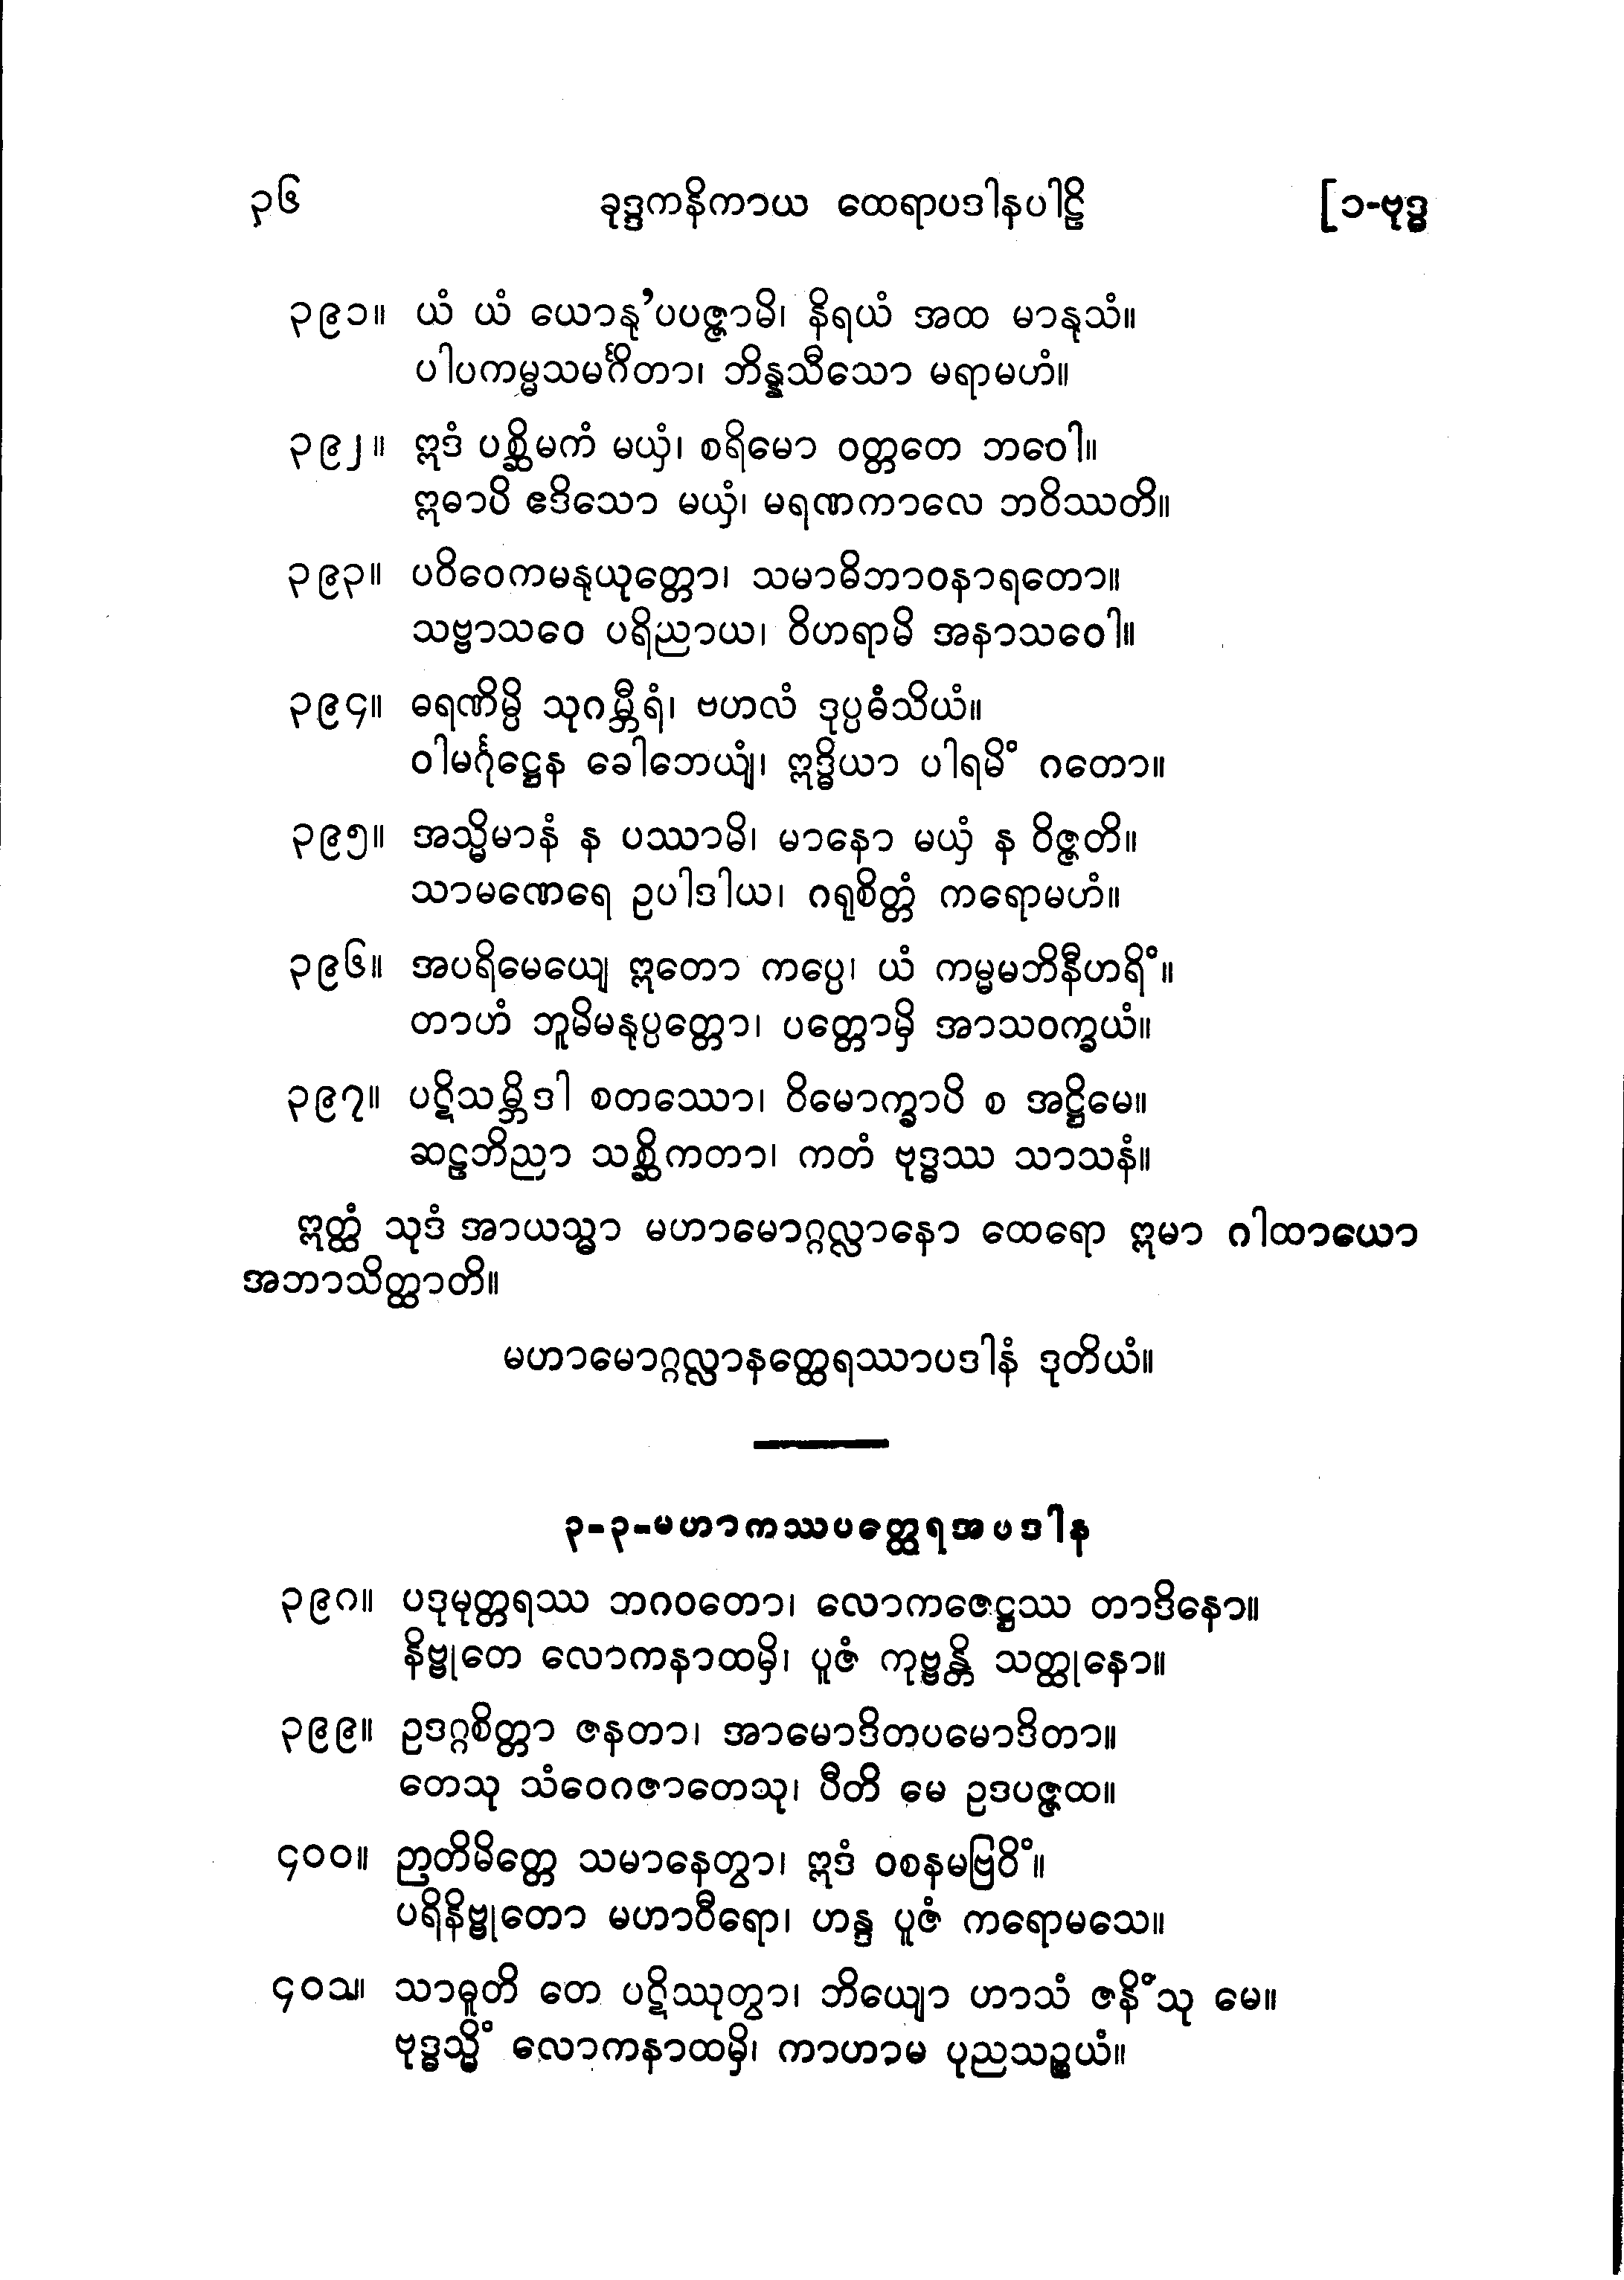 ၃၆ ခုဒ္ဒကနိကာယ ထေရာပဒါနပါဠိ [၁-ဗုဒ္ဓ
၃၉၁။ ယံ ယံ ယောနု’ပပဇ္ဇာမိ၊ နိရယံ အထ မာနုသံ။
ပါပကမ္မသမင်္ဂိတာ၊ ဘိန္နသီသော မရာမဟံ။
၃၉၂။ ဣဒံ ပစ္ဆိမကံ မယှံ၊ စရိမော ဝတ္တတေ ဘဝေါ။
ဣဓာပိ ဧဒိသော မယှံ၊ မရဏကာလေ ဘဝိဿတိ။
၃၉၃။ ပဝိဝေကမနုယုတ္တော၊ သမာဓိဘာဝနာရတော။
သဗ္ဗာသဝေ ပရိညာယ၊ ဝိဟရာမိ အနာသဝေါ။
၃၉၄။ ဓရဏိမ္ပိ သုဂမ္ဘီရံ၊ ဗဟလံ ဒုပ္ပဓံသိယံ။
ဝါမင်္ဂုဋ္ဌေန ခေါဘေယျံ၊ ဣဒ္ဓိယာ ပါရမိံ ဂတော။
၃၉၅။ အသ္မိမာနံ န ပဿာမိ၊ မာနော မယှံ န ဝိဇ္ဇတိ။
သာမဏေရေ ဥပါဒါယ၊ ဂရုစိတ္တံ ကရောမဟံ။
၃၉၆။ အပရိမေယျေ ဣတော ကပ္ပေ၊ ယံ ကမ္မမဘိနီဟရိံ။
တာဟံ ဘူမိမနုပ္ပတ္တော၊ ပတ္တောမှိ အာသဝက္ခယံ။
၃၉၇။ ပဋိသမ္ဘိဒါ စတဿော၊ ဝိမောက္ခာပိ စ အဋ္ဌိမေ။
ဆဠဘိညာ သစ္ဆိကတာ၊ ကတံ ဗုဒ္ဓဿ သာသနံ။
ဣတ္ထံ သုဒံ အာယသ္မာ မဟာမောဂ္ဂလ္လာနော ထေရော ဣမာ ဂါထာယော
အဘာသိတ္ထာတိ။
မဟာမောဂ္ဂလ္လာနတ္ထေရဿာပဒါနံ ဒုတိယံ။
၃-၃-မဟာကဿပတ္ထေရအပဒါန
၃၉၈။ ပဒုမုတ္တရဿ ဘဂဝတော၊ လောကဇေဋ္ဌဿ တာဒိနော။
နိဗ္ဗုတေ လောကနာထမှိ၊ ပူဇံ ကုဗ္ဗန္တိ သတ္ထုနော။
၃၉၉။ ဥဒဂ္ဂစိတ္တာ ဇနတာ၊ အာမောဒိတပမောဒိတာ။
တေသု သံဝေဂဇာတေသု၊ ပီတိ မေ ဥဒပဇ္ဇထ။
၄၀၀။ ဉာတိမိတ္တေ သမာနေတွာ၊ ဣဒံ ဝစနမဗြဝိံ။
ပရိနိဗ္ဗုတော မဟာဝီရော၊ ဟန္ဒ ပူဇံ ကရောမသေ။
၄၀၁။ သာဓူတိ တေ ပဋိဿုတွာ၊ ဘိယျော ဟာသံ ဇနိံသု မေ။
ဗုဒ္ဓသ္မိံ လောကနာထမှိ၊ ကာဟာမ ပုညသဉ္စယံ။